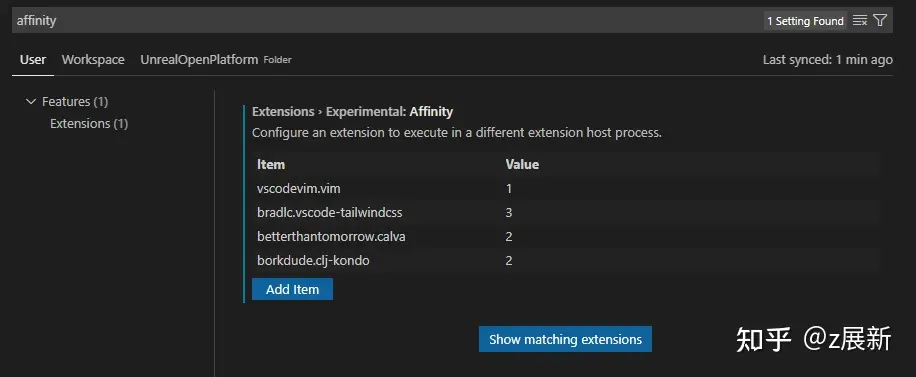 affinity
1 Setting Found
User Workspace UnrealOpenPlatform Folder Last synced: 1 min ago
Features (1)
Extensions (1)
Extensions › Experimental: Affinity
Configure an extension to execute in a different extension host process.
Item Value
vscodevim.vim 1
bradlc.vscode-tailwindcss 3
betterthantomorrow.calva 2
borkdude.clj-kondo 2
Add Item
Show matching extensions
知乎 @z展新